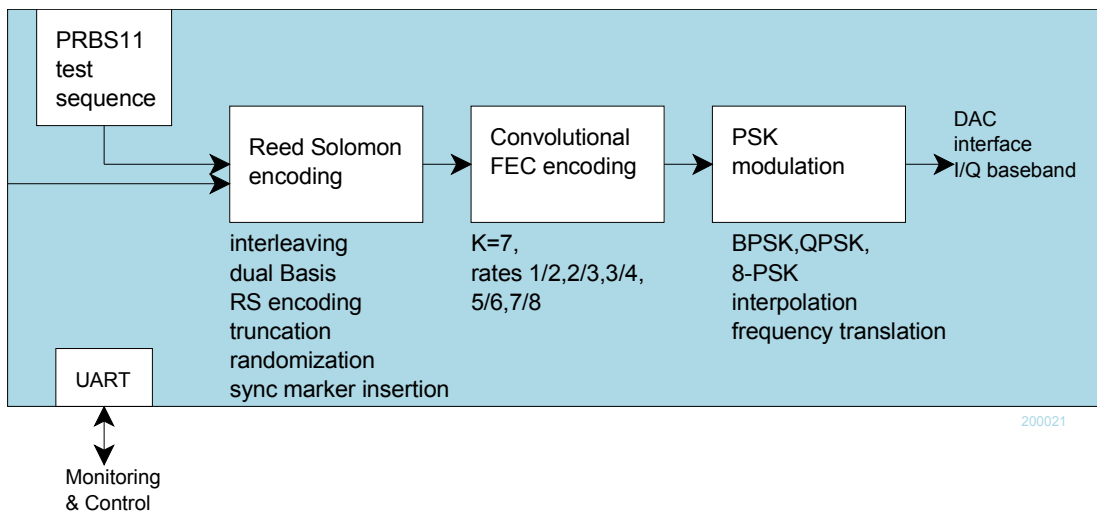 PRBS11
test
sequence
Reed Solomon
encoding
Convolutional
FEC encoding
PSK
modulation
DAC
interface
I/Q baseband
interleaving
dual Basis
RS encoding
truncation
randomization
sync marker insertion
K=7,
rates 1/2,2/3,3/4,
5/6,7/8
BPSK,QPSK,
8-PSK
interpolation
frequency translation
UART
200021
Monitoring
& Control